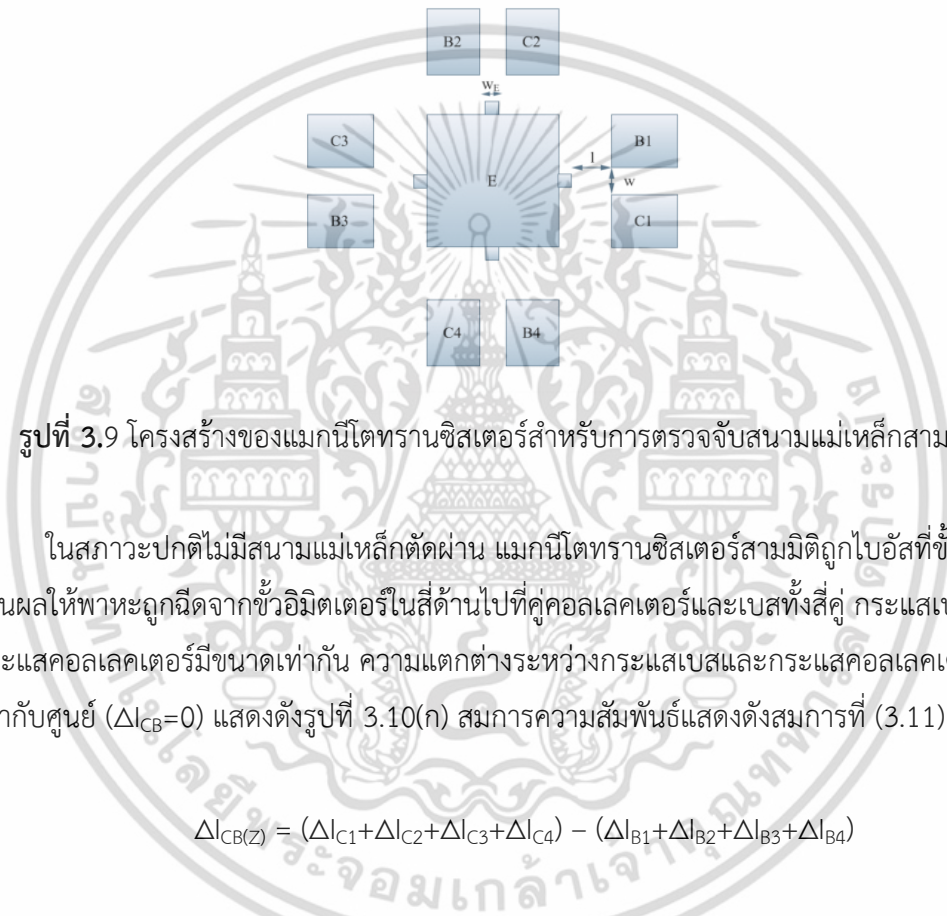 B2 C2
W_E
C3 B1
l
E
w
B3 C1
C4 B4
รูปที่ 3.9 โครงสร้างของแมกนีโตทรานซิสเตอร์สำหรับการตรวจจับสนามแม่เหล็กสาม
ในสภาวะปกติไม่มีสนามแม่เหล็กตัดผ่าน แมกนีโตทรานซิสเตอร์สามมิติถูกไบอัสที่
นผลให้พาหะถูกฉีดจากขั้วอิมิตเตอร์ในสี่ด้านไปที่คู่คอลเลคเตอร์และเบสทั้งสี่คู่
ะแสคอลเลคเตอร์มีขนาดเท่ากัน ความแตกต่างระหว่างกระแสเบสและ
ากับศูนย์ (ΔI_CB=0) แสดงดังรูปที่ 3.10(ก) สมการความสัมพันธ์แสดงดังสมการที่ (3.11)
ΔI_CB(Z) = (ΔI_C1+ΔI_C2+ΔI_C3+ΔI_C4) – (ΔI_B1+ΔI_B2+ΔI_B3+ΔI_B4)
พระจอมเกล้าเจ้าคุณทหาร